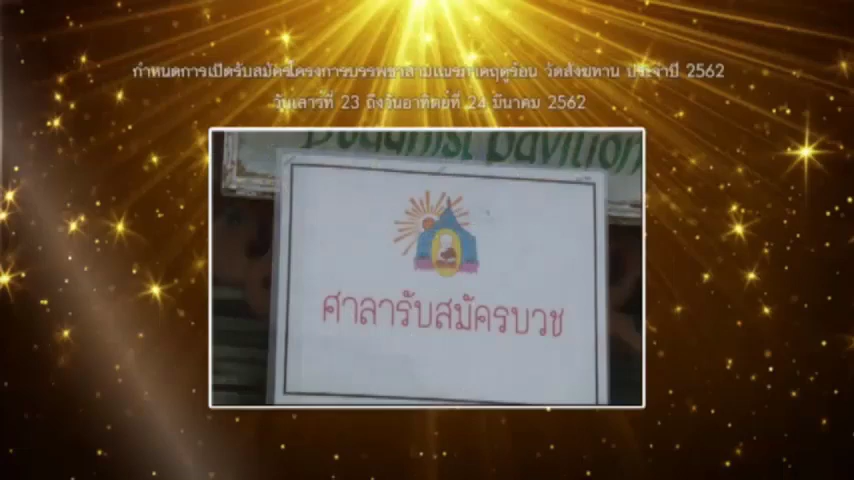 กำหนดการเปิดรับสมัครโครงการบรรพชาสามเณรภาคฤดูร้อน วัดสังฆทาน ประจำปี 2562
วันเสาร์ที่ 23 ถึงวันอาทิตย์ที่ 24 มีนาคม 2562
Buddhist Pavilion
ศาลารับสมัครบวช